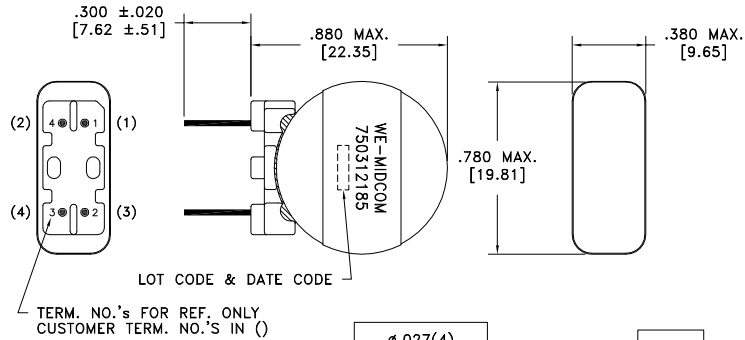 .300 ±.020
[7.62 ±.51]
.880 MAX.
[22.35]
.380 MAX.
[9.65]
(2) 4 1 (1)
(4) 3 2 (3)
WE-MIDCOM
750312185
.780 MAX.
[19.81]
LOT CODE & DATE CODE
TERM. NO.'s FOR REF. ONLY
CUSTOMER TERM. NO.'S IN ()
ø.027(4)